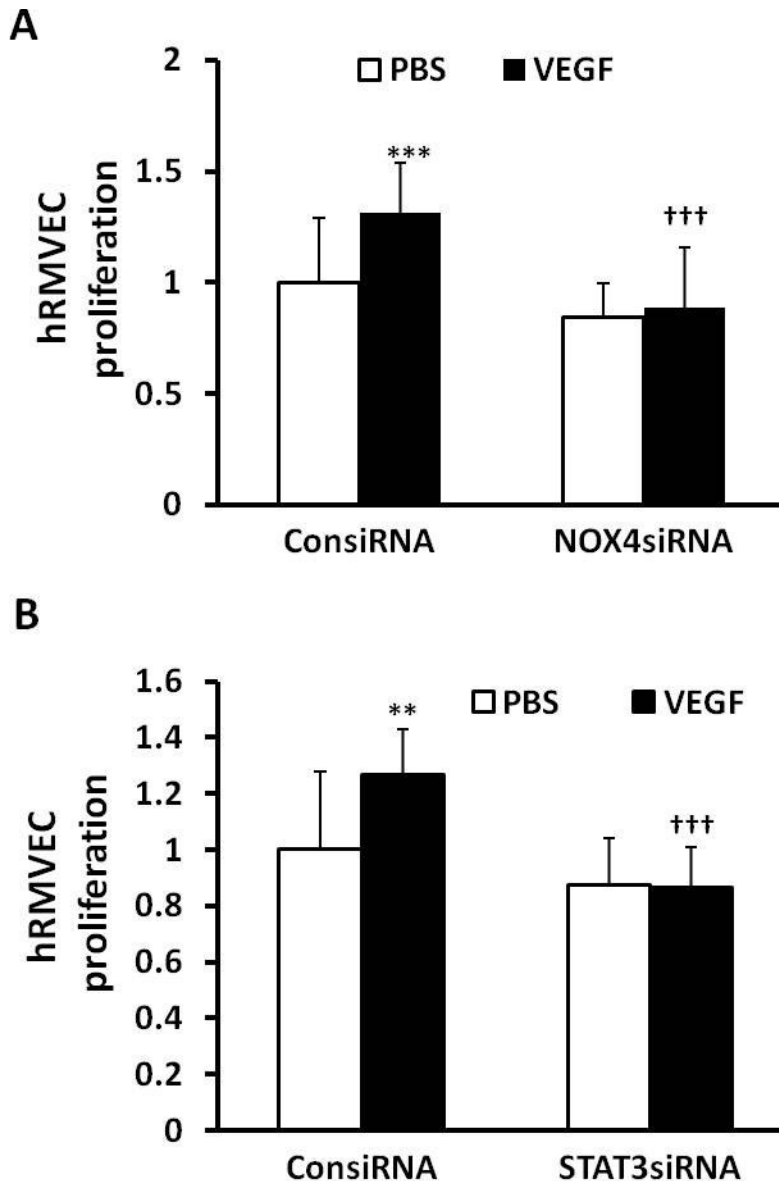 A
2
PBS VEGF
***
1.5
†††
1
0.5
0
hRMVEC
proliferation
ConsiRNA NOX4siRNA
B
1.6
PBS VEGF
**
1.4
1.2
†††
1
0.8
0.6
0.4
0.2
0
hRMVEC
proliferation
ConsiRNA STAT3siRNA